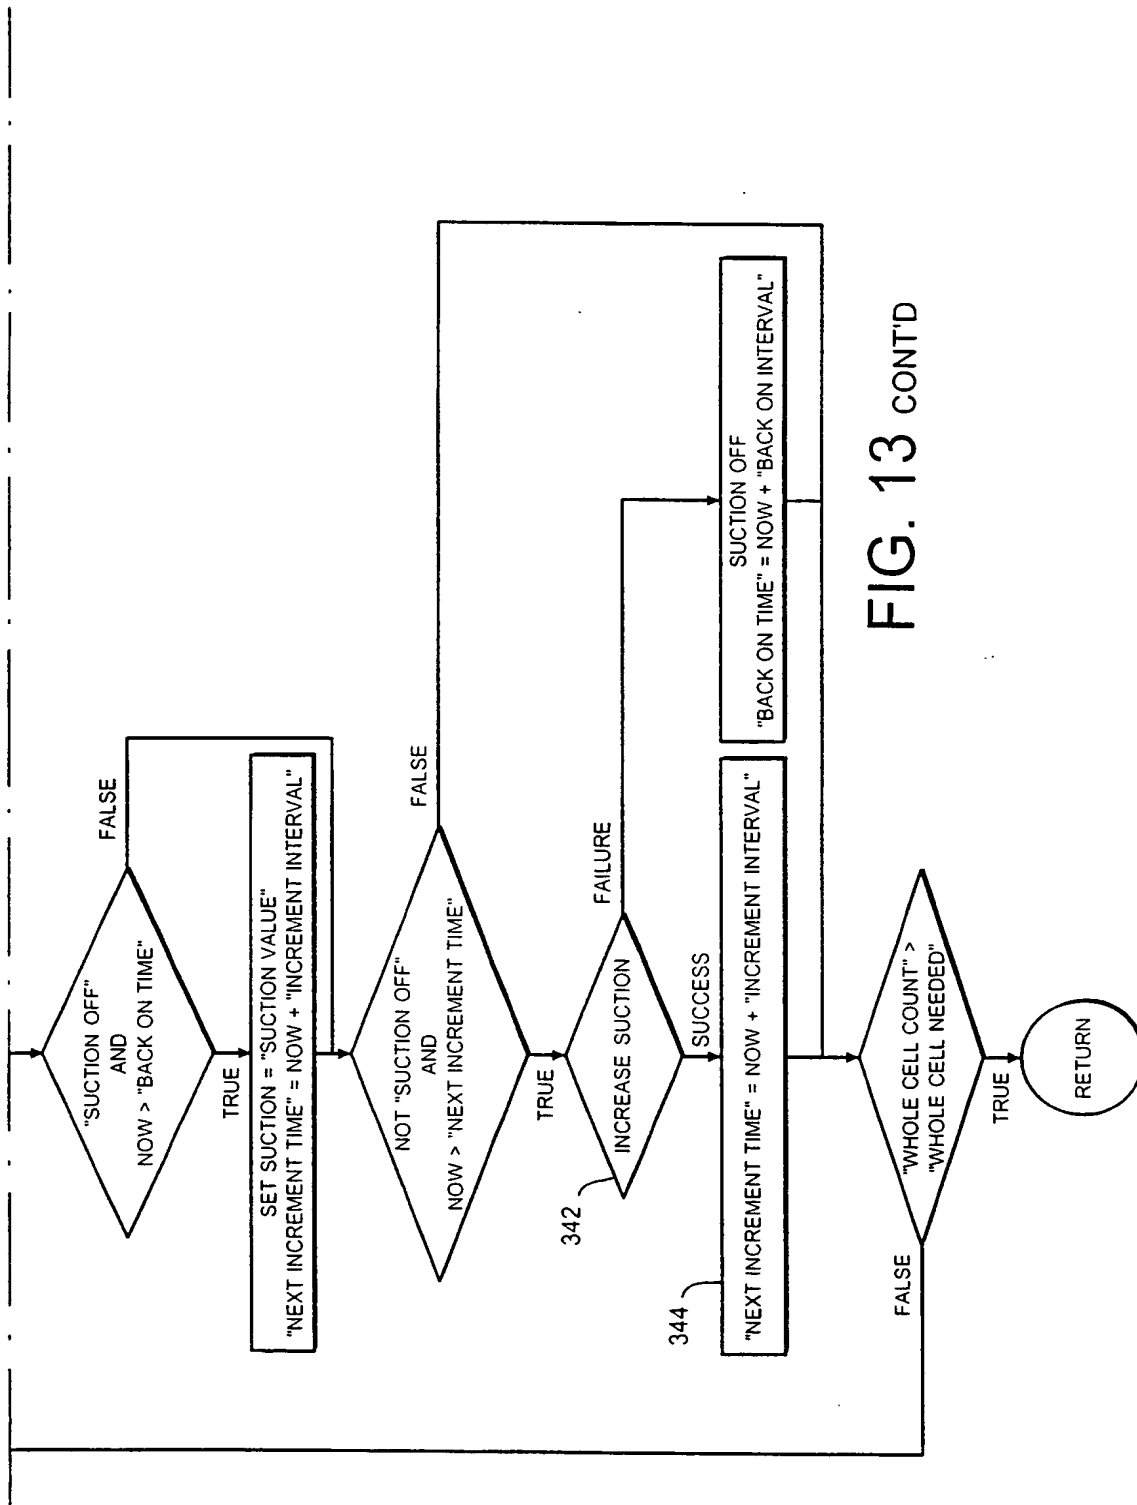 "SUCTION OFF"
AND
NOW > "BACK ON TIME"
FALSE
TRUE
SET SUCTION = "SUCTION VALUE"
"NEXT INCREMENT TIME" = NOW + "INCREMENT INTERVAL"
NOT "SUCTION OFF"
AND
NOW > "NEXT INCREMENT TIME"
FALSE
TRUE
342
INCREASE SUCTION
FAILURE
SUCCESS
344
"NEXT INCREMENT TIME" = NOW + "INCREMENT INTERVAL"
SUCTION OFF
"BACK ON TIME" = NOW + "BACK ON INTERVAL"
"WHOLE CELL COUNT" >
"WHOLE CELL NEEDED"
FALSE
TRUE
RETURN
FIG. 13 CONT'D